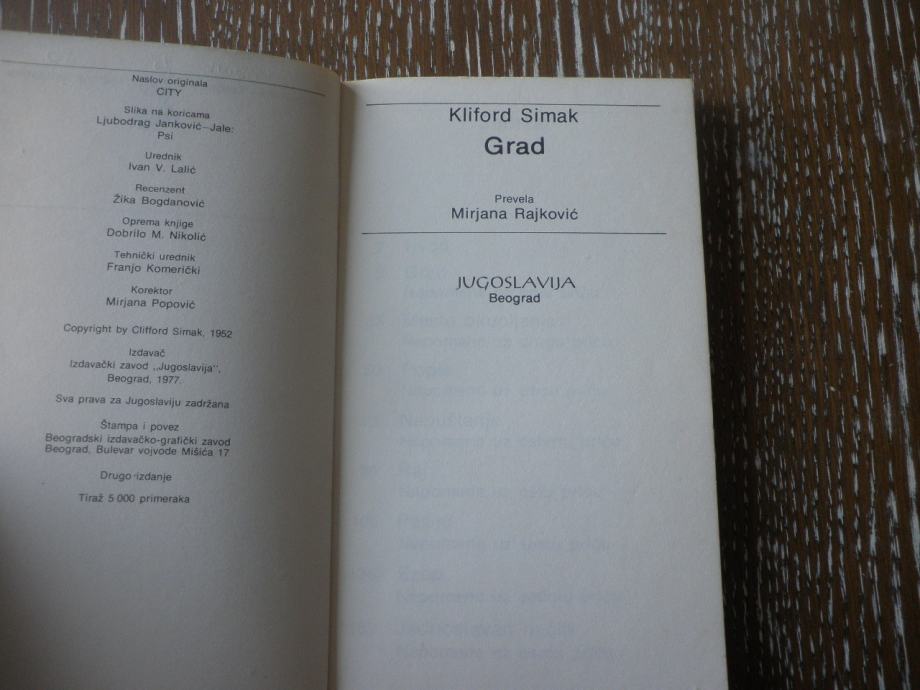 Naslov originala
CITY
Slika na koricama
Ljubodrag Janković—Jale:
Psi
Urednik
Ivan V. Lalić
Recenzent
Žika Bogdanović
Oprema knjige
Dobrilo M. Nikolić
Tehnički urednik
Franjo Komerički
Korektor
Mirjana Popović
Copyright by Clifford Simak, 1952
Izdavač
Izdavački zavod „Jugoslavija",
Beograd, 1977.
Sva prava za Jugoslaviju zadržana
Štampa i povez
Beogradski izdavačko-grafički zavod
Beograd, Bulevar vojvode Mišića 17
Drugo izdanje
Tiraž 5 000 primeraka
Kliford Simak
Grad
Prevela
Mirjana Rajković
JUGOSLAVIJA
Beograd